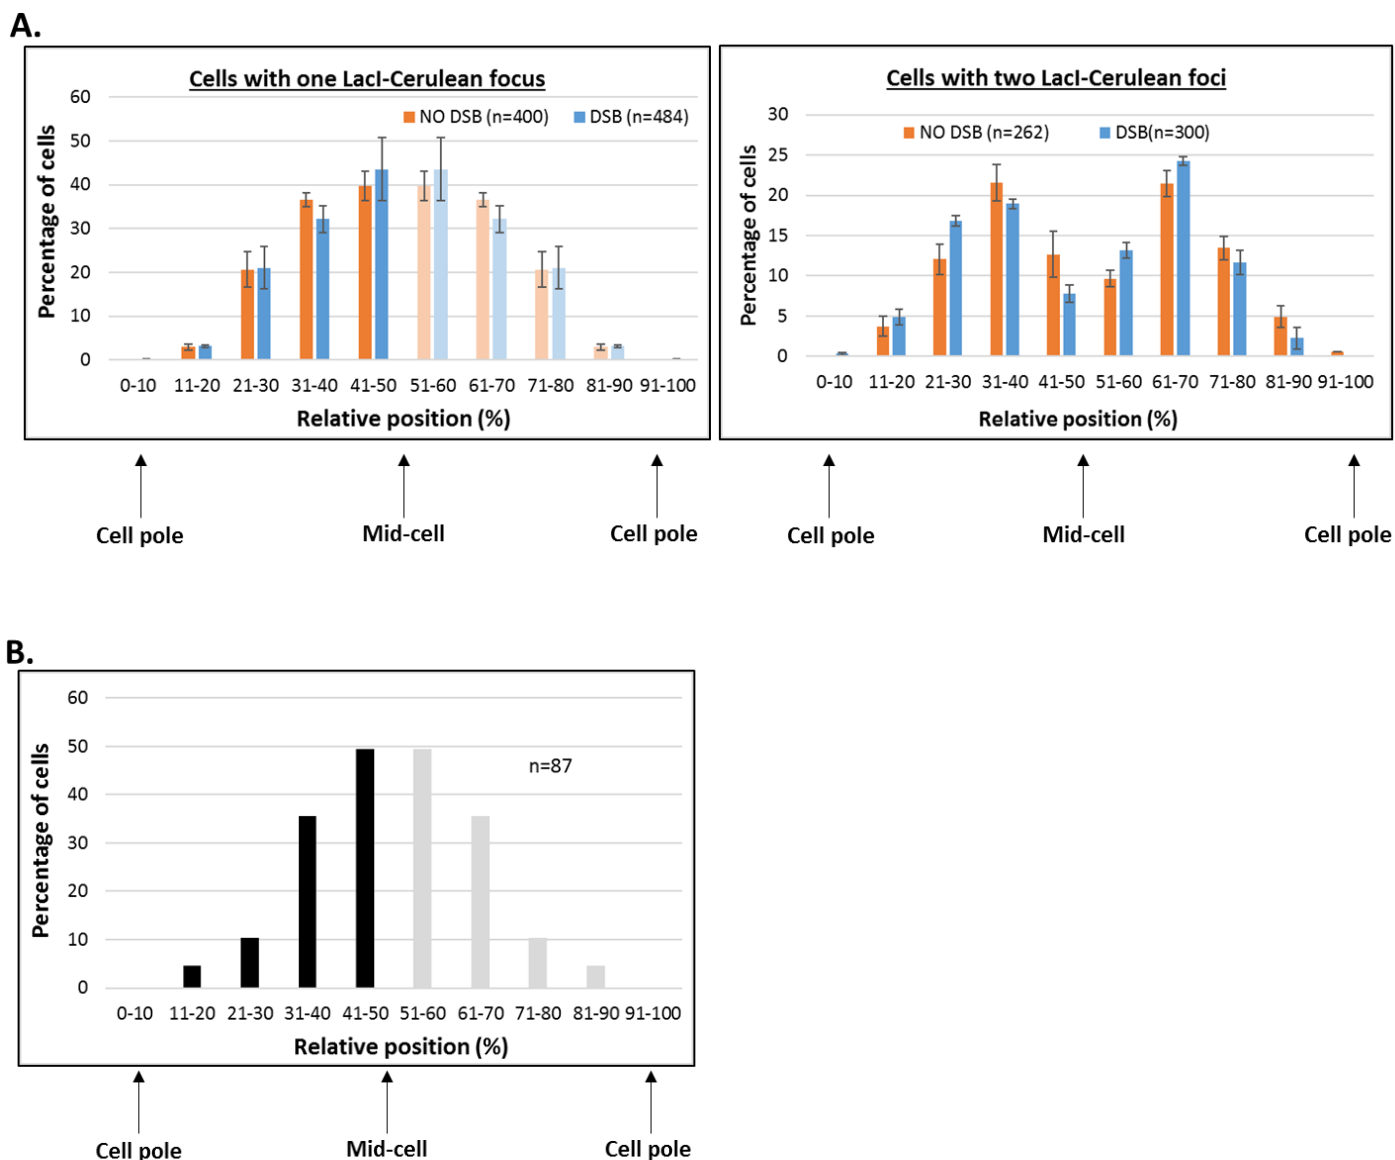 A.
Cells with one LacI-Cerulean focus
NO DSB (n=400) DSB (n=484)
Percentage of cells
60
50
40
30
20
10
0
0-10 11-20 21-30 31-40 41-50 51-60 61-70 71-80 81-90 91-100
Relative position (%)
Cell pole Mid-cell Cell pole
Cells with two LacI-Cerulean foci
NO DSB (n=262) DSB(n=300)
Percentage of cells
30
25
20
15
10
5
0
0-10 11-20 21-30 31-40 41-50 51-60 61-70 71-80 81-90 91-100
Relative position (%)
Cell pole Mid-cell Cell pole
B.
n=87
Percentage of cells
60
50
40
30
20
10
0
0-10 11-20 21-30 31-40 41-50 51-60 61-70 71-80 81-90 91-100
Relative position (%)
Cell pole Mid-cell Cell pole